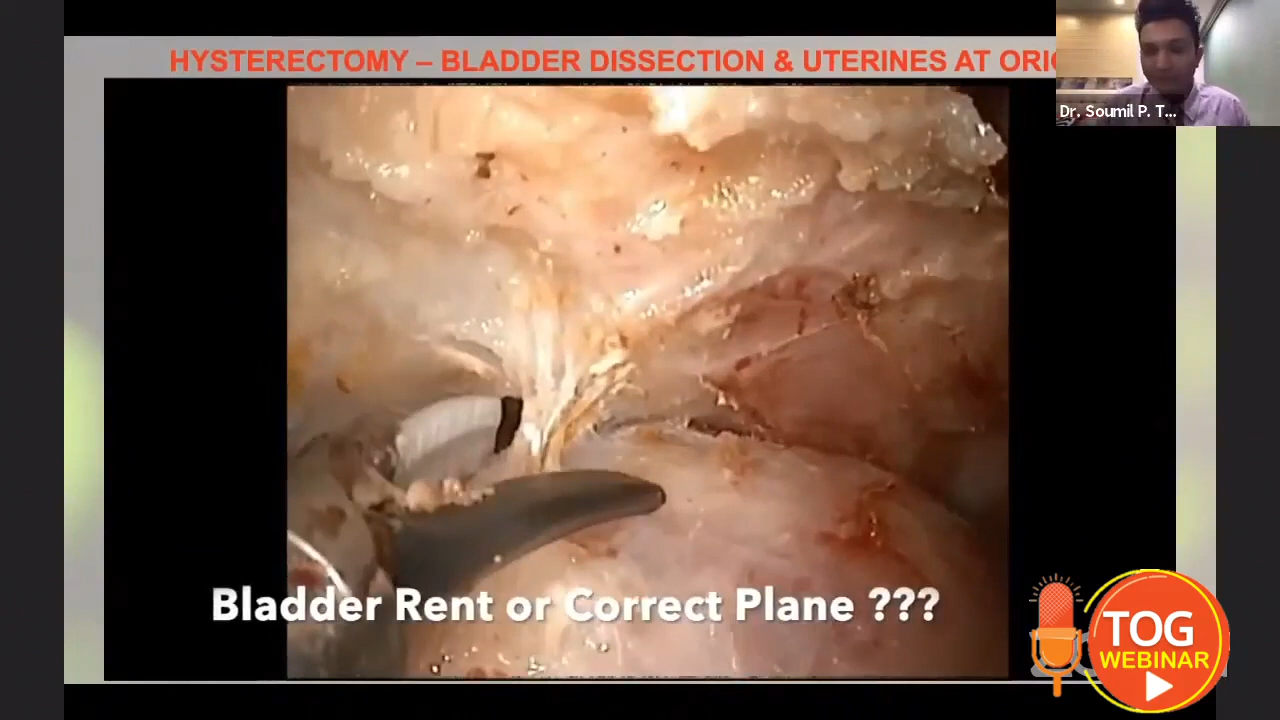 HYSTERECTOMY – BLADDER DISSECTION & UTERINES AT ORIG
Dr. Soumil P. T...
Bladder Rent or Correct Plane ???
TOG
WEBINAR